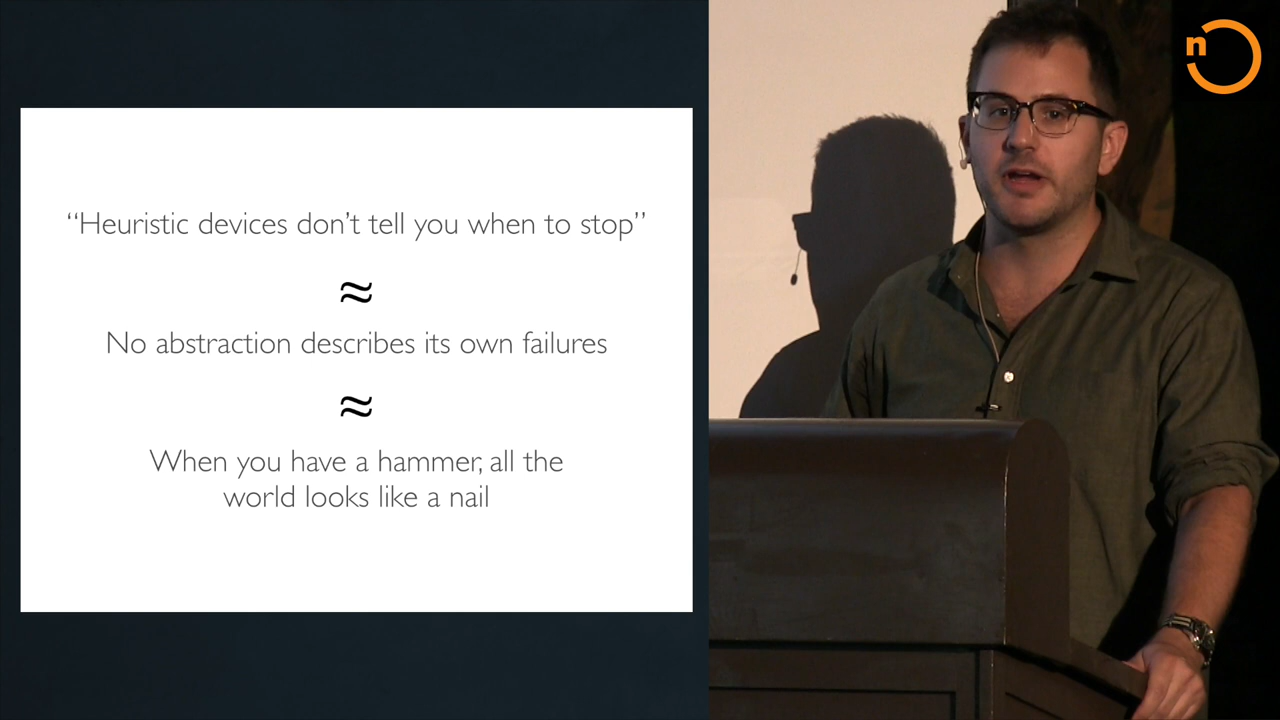 “Heuristic devices don’t tell you when to stop”
≈
No abstraction describes its own failures
≈
When you have a hammer, all the
world looks like a nail
n